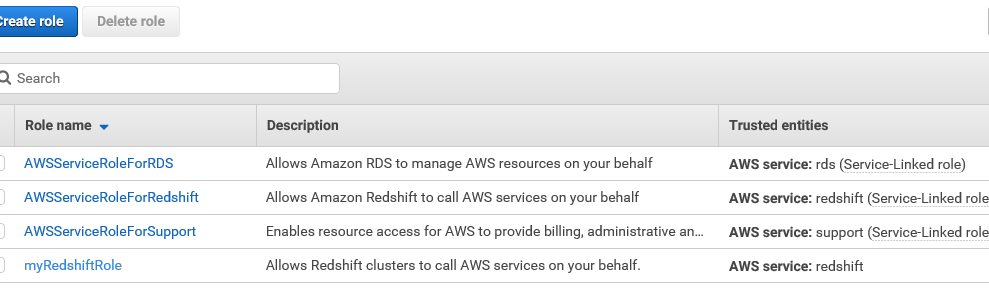 Create role Delete role
Search
Role name Description Trusted entities
AWSServiceRoleForRDS Allows Amazon RDS to manage AWS resources on your behalf AWS service: rds (Service-Linked role)
AWSServiceRoleForRedshift Allows Amazon Redshift to call AWS services on your behalf AWS service: redshift (Service-Linked role
AWSServiceRoleForSupport Enables resource access for AWS to provide billing, administrative an... AWS service: support (Service-Linked role
myRedshiftRole Allows Redshift clusters to call AWS services on your behalf. AWS service: redshift